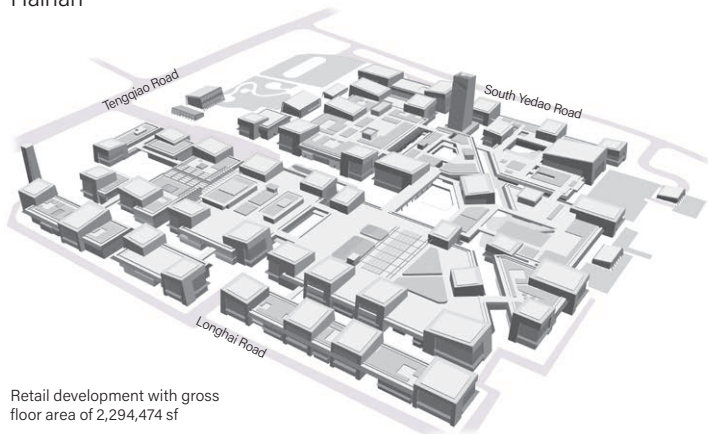 Hainan
Tengqiao Road
South Yedao Road
Longhai Road
Retail development with gross
floor area of 2,294,474 sf